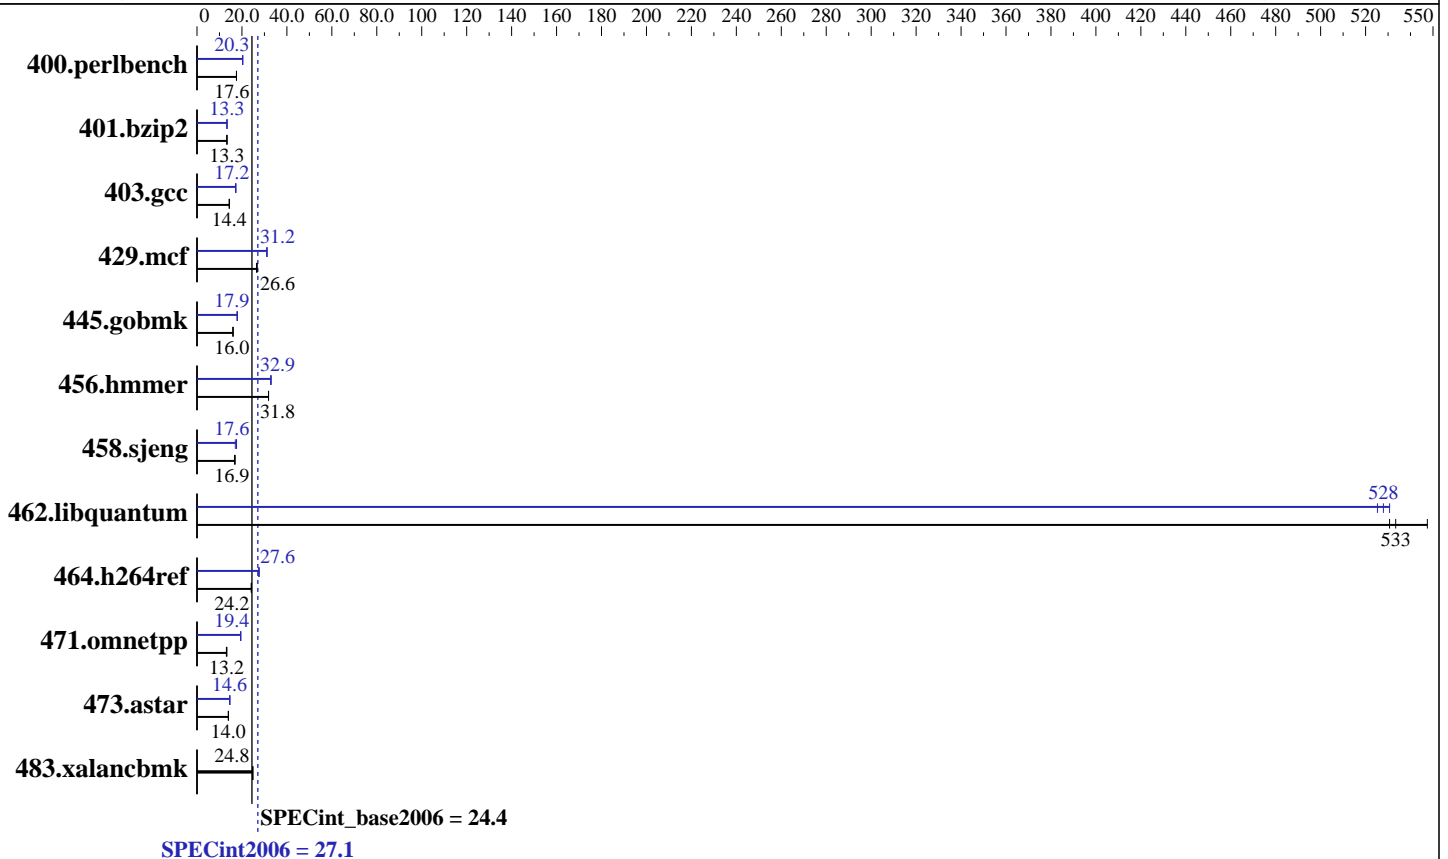 0 20.0 40.0 60.0 80.0 100 120 140 160 180 200 220 240 260 280 300 320 340 360 380 400 420 440 460 480 500 520 550
20.3
400.perlbench
17.6
13.3
401.bzip2
13.3
17.2
403.gcc
14.4
31.2
429.mcf
26.6
17.9
445.gobmk
16.0
32.9
456.hmmer
31.8
17.6
458.sjeng
16.9
528
462.libquantum
533
27.6
464.h264ref
24.2
19.4
471.omnetpp
13.2
14.6
473.astar
14.0
24.8
483.xalancbmk
SPECint_base2006 = 24.4
SPECint2006 = 27.1